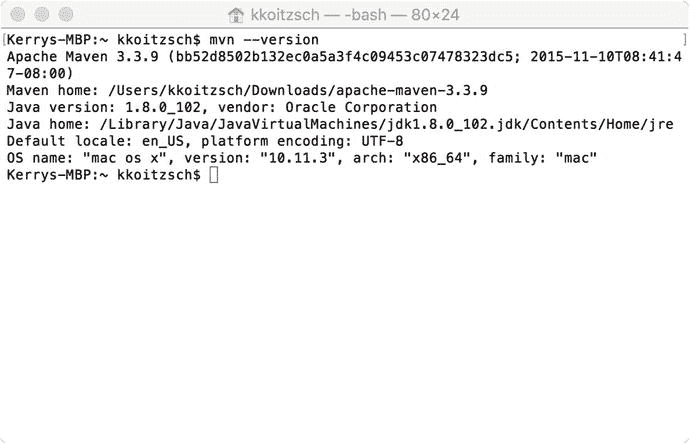 kkoitzsch — -bash — 80×24
[Kerrys-MBP:~ kkoitzsch$ mvn --version ]
Apache Maven 3.3.9 (bb52d8502b132ec0a5a3f4c09453c07478323dc5; 2015-11-10T08:41:4
7-08:00)
Maven home: /Users/kkoitzsch/Downloads/apache-maven-3.3.9
Java version: 1.8.0_102, vendor: Oracle Corporation
Java home: /Library/Java/JavaVirtualMachines/jdk1.8.0_102.jdk/Contents/Home/jre
Default locale: en_US, platform encoding: UTF-8
OS name: "mac os x", version: "10.11.3", arch: "x86_64", family: "mac"
Kerrys-MBP:~ kkoitzsch$